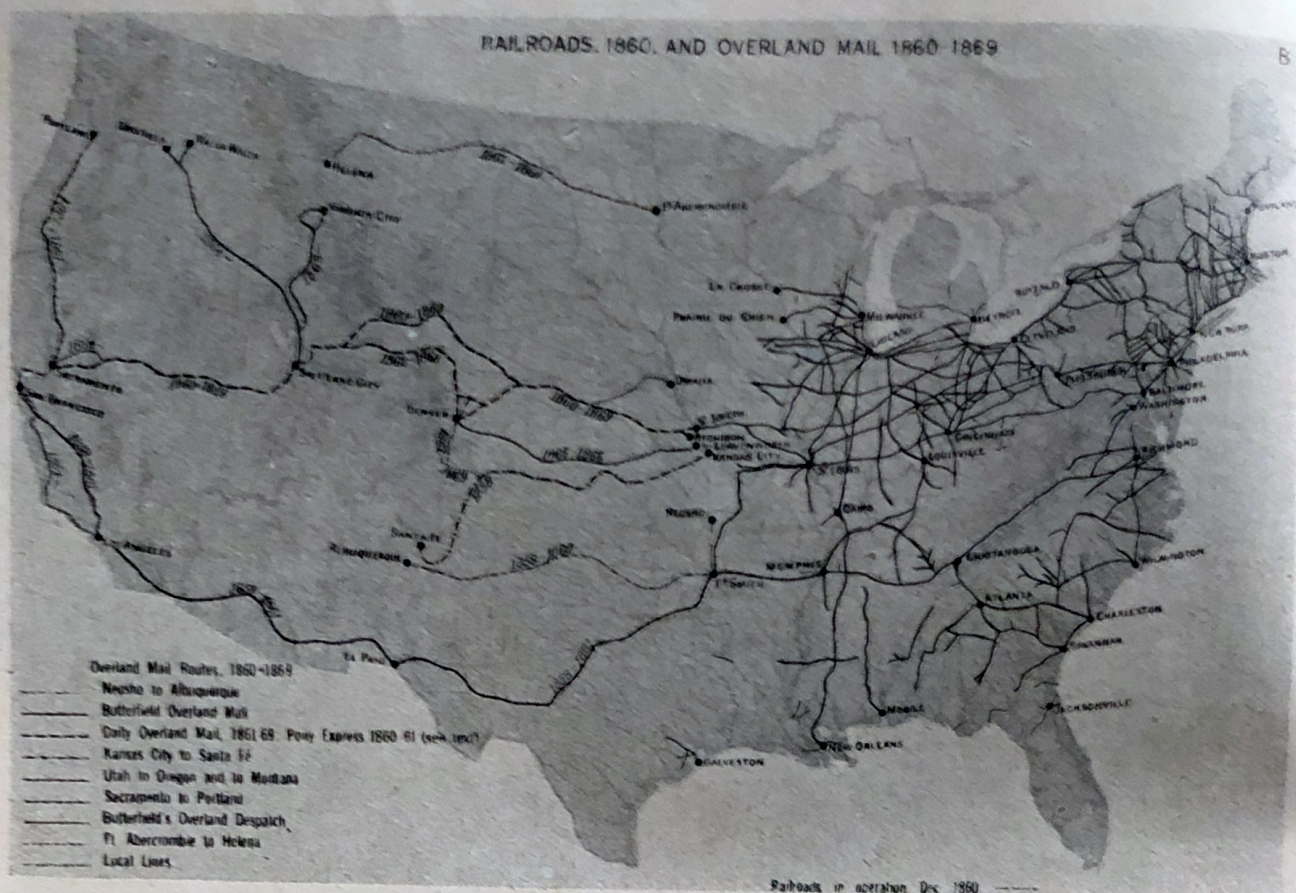 RAILROADS, 1860, AND OVERLAND MAIL 1860-1869
B
PORTLAND
WALLA WALLA
HELENA
VIRGINIA CITY
FT ABERCROMBIE
LA CROSSE
PRAIRIE DU CHIEN
MILWAUKEE
DETROIT
BUFFALO
CHICAGO
CLEVELAND
NEW YORK
PHILADELPHIA
PITTSBURGH
BALTIMORE
WASHINGTON
SACRAMENTO
SALT LAKE CITY
OMAHA
SAN FRANCISCO
DENVER
ST JOSEPH
ATCHISON
LEAVENWORTH
KANSAS CITY
CINCINNATI
LOUISVILLE
RICHMOND
ST LOUIS
NEOSHO
CAIRO
SANTA FE
ALBUQUERQUE
L. ANGELES
FT SMITH
MEMPHIS
CHATTANOOGA
WILMINGTON
ATLANTA
CHARLESTON
SAVANNAH
EL PASO
MOBILE
JACKSONVILLE
NEW ORLEANS
GALVESTON
Overland Mail Routes, 1860-1869
Neosho to Albuquerque
Butterfield Overland Mail
Daily Overland Mail, 1861-69. Pony Express 1860-61 (see text)
Kansas City to Santa Fé
Utah to Oregon and to Montana
Sacramento to Portland
Butterfield's Overland Despatch
Ft. Abercrombie to Helena
Local Lines
Railroads in operation Dec. 1860